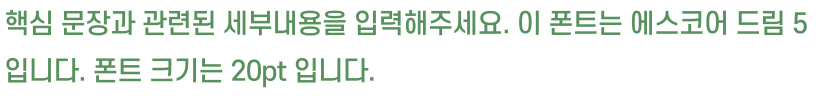 핵심 문장과 관련된 세부내용을 입력해주세요. 이 폰트는 에스코어 드림 5
입니다. 폰트 크기는 20pt 입니다.